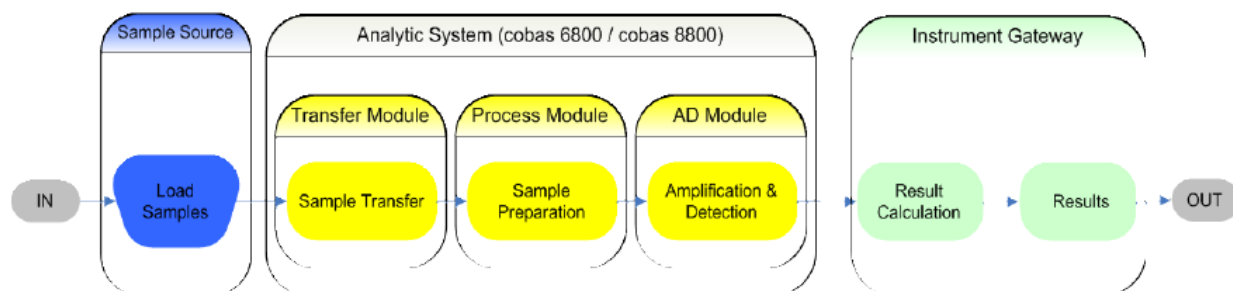 Sample Source
Analytic System (cobas 6800 / cobas 8800)
Instrument Gateway
Transfer Module
Process Module
AD Module
IN
Load
Samples
Sample Transfer
Sample
Preparation
Amplification &
Detection
Result
Calculation
Results
OUT